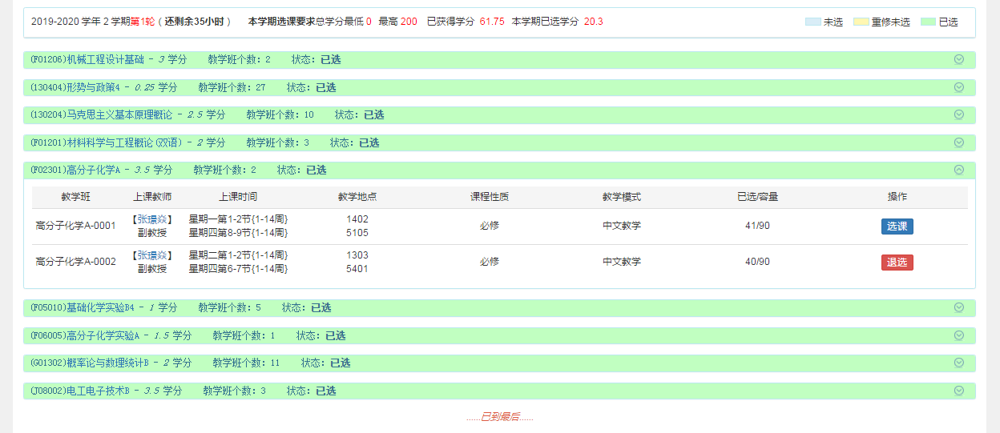 2019-2020 学年 2 学期第1轮（还剩余35小时） 本学期选课要求总学分最低 0 最高 200 已获得学分 61.75 本学期已选学分 20.3 未选 重修未选 已选
(F01206)机械工程设计基础 - 3 学分 教学班个数: 2 状态: 已选
(130404)形势与政策4 - 0.25 学分 教学班个数: 27 状态: 已选
(130204)马克思主义基本原理概论 - 2.5 学分 教学班个数: 10 状态: 已选
(F01201)材料科学与工程概论(双语) - 2 学分 教学班个数: 3 状态: 已选
(F02301)高分子化学A - 3.5 学分 教学班个数: 2 状态: 已选
教学班 上课教师 上课时间 教学地点 课程性质 教学模式 已选/容量 操作
高分子化学A-0001 【张璟焱】 副教授 星期一第1-2节{1-14周} 星期四第8-9节{1-14周} 1402 5105 必修 中文教学 41/90 选课
高分子化学A-0002 【张璟焱】 副教授 星期二第1-2节{1-14周} 星期四第6-7节{1-14周} 1303 5401 必修 中文教学 40/90 退选
(F05010)基础化学实验B4 - 1 学分 教学班个数: 5 状态: 已选
(F06005)高分子化学实验A - 1.5 学分 教学班个数: 1 状态: 已选
(G01302)概率论与数理统计B - 2 学分 教学班个数: 11 状态: 已选
(J08002)电工电子技术B - 3.5 学分 教学班个数: 3 状态: 已选
......已到最后......